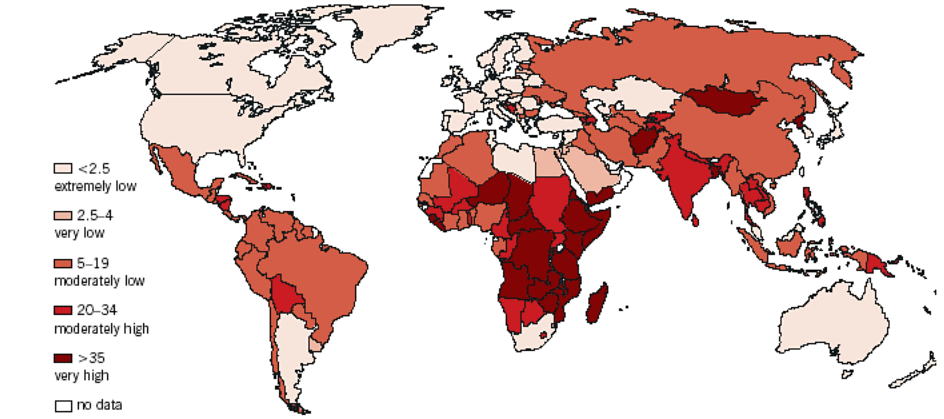 <2.5
extremely low
2.5–4
very low
5–19
moderately low
20–34
moderately high
>35
very high
no data